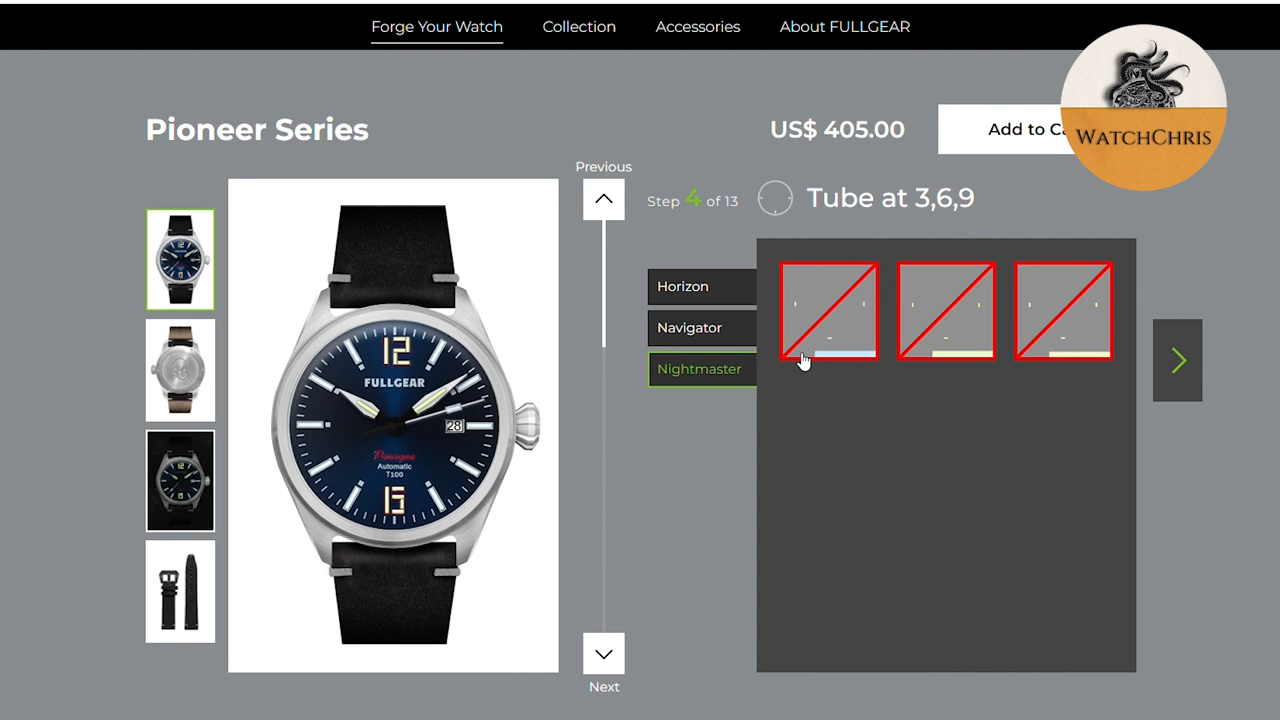 Forge Your Watch
Collection
Accessories
About FULLGEAR
WATCHCHRIS
Pioneer Series
US$ 405.00
Add to Ca
Previous
Step 4 of 13
Tube at 3,6,9
Horizon
Navigator
Nightmaster
12
FULLGEAR
28
Automatic
T100
Next